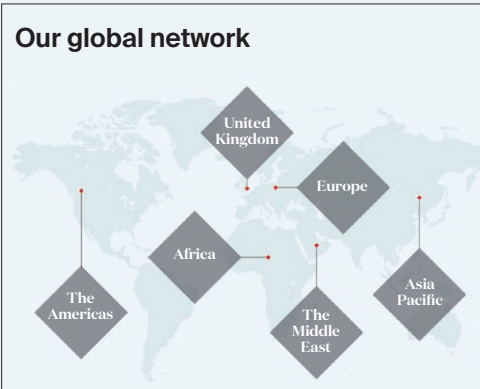 Our global network
United
Kingdom
Europe
Africa
The
Americas
The
Middle
East
Asia
Pacific